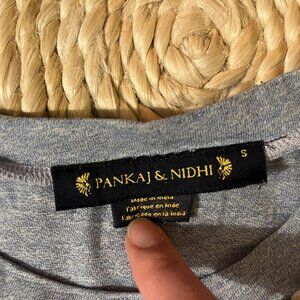 PANKAJ & NIDHI
S
Made in India
Fabriqué en Inde
Fabricado en la India